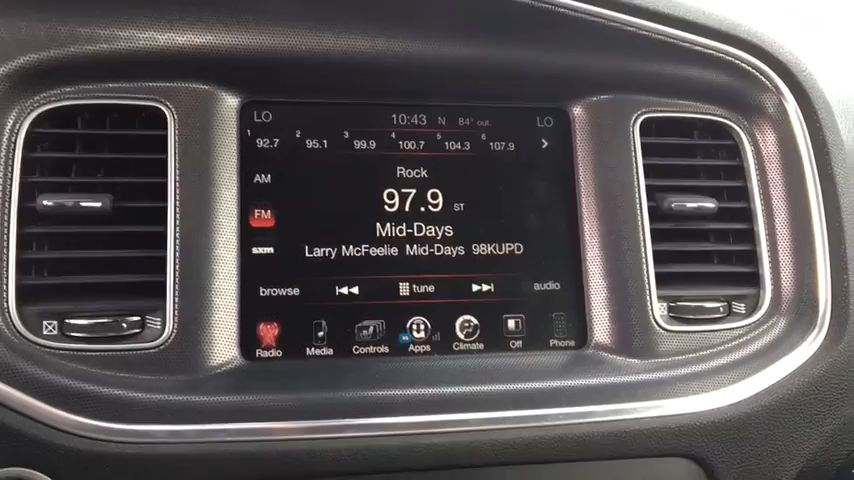 LO 10:43 N 84° out. LO
1 92.7 2 95.1 3 99.9 4 100.7 5 104.3 6 107.9
AM
Rock
FM
97.9 ST
Mid-Days
sxm
Larry McFeelie Mid-Days 98KUPD
browse tune audio
Radio Media Controls Apps Climate Off Phone